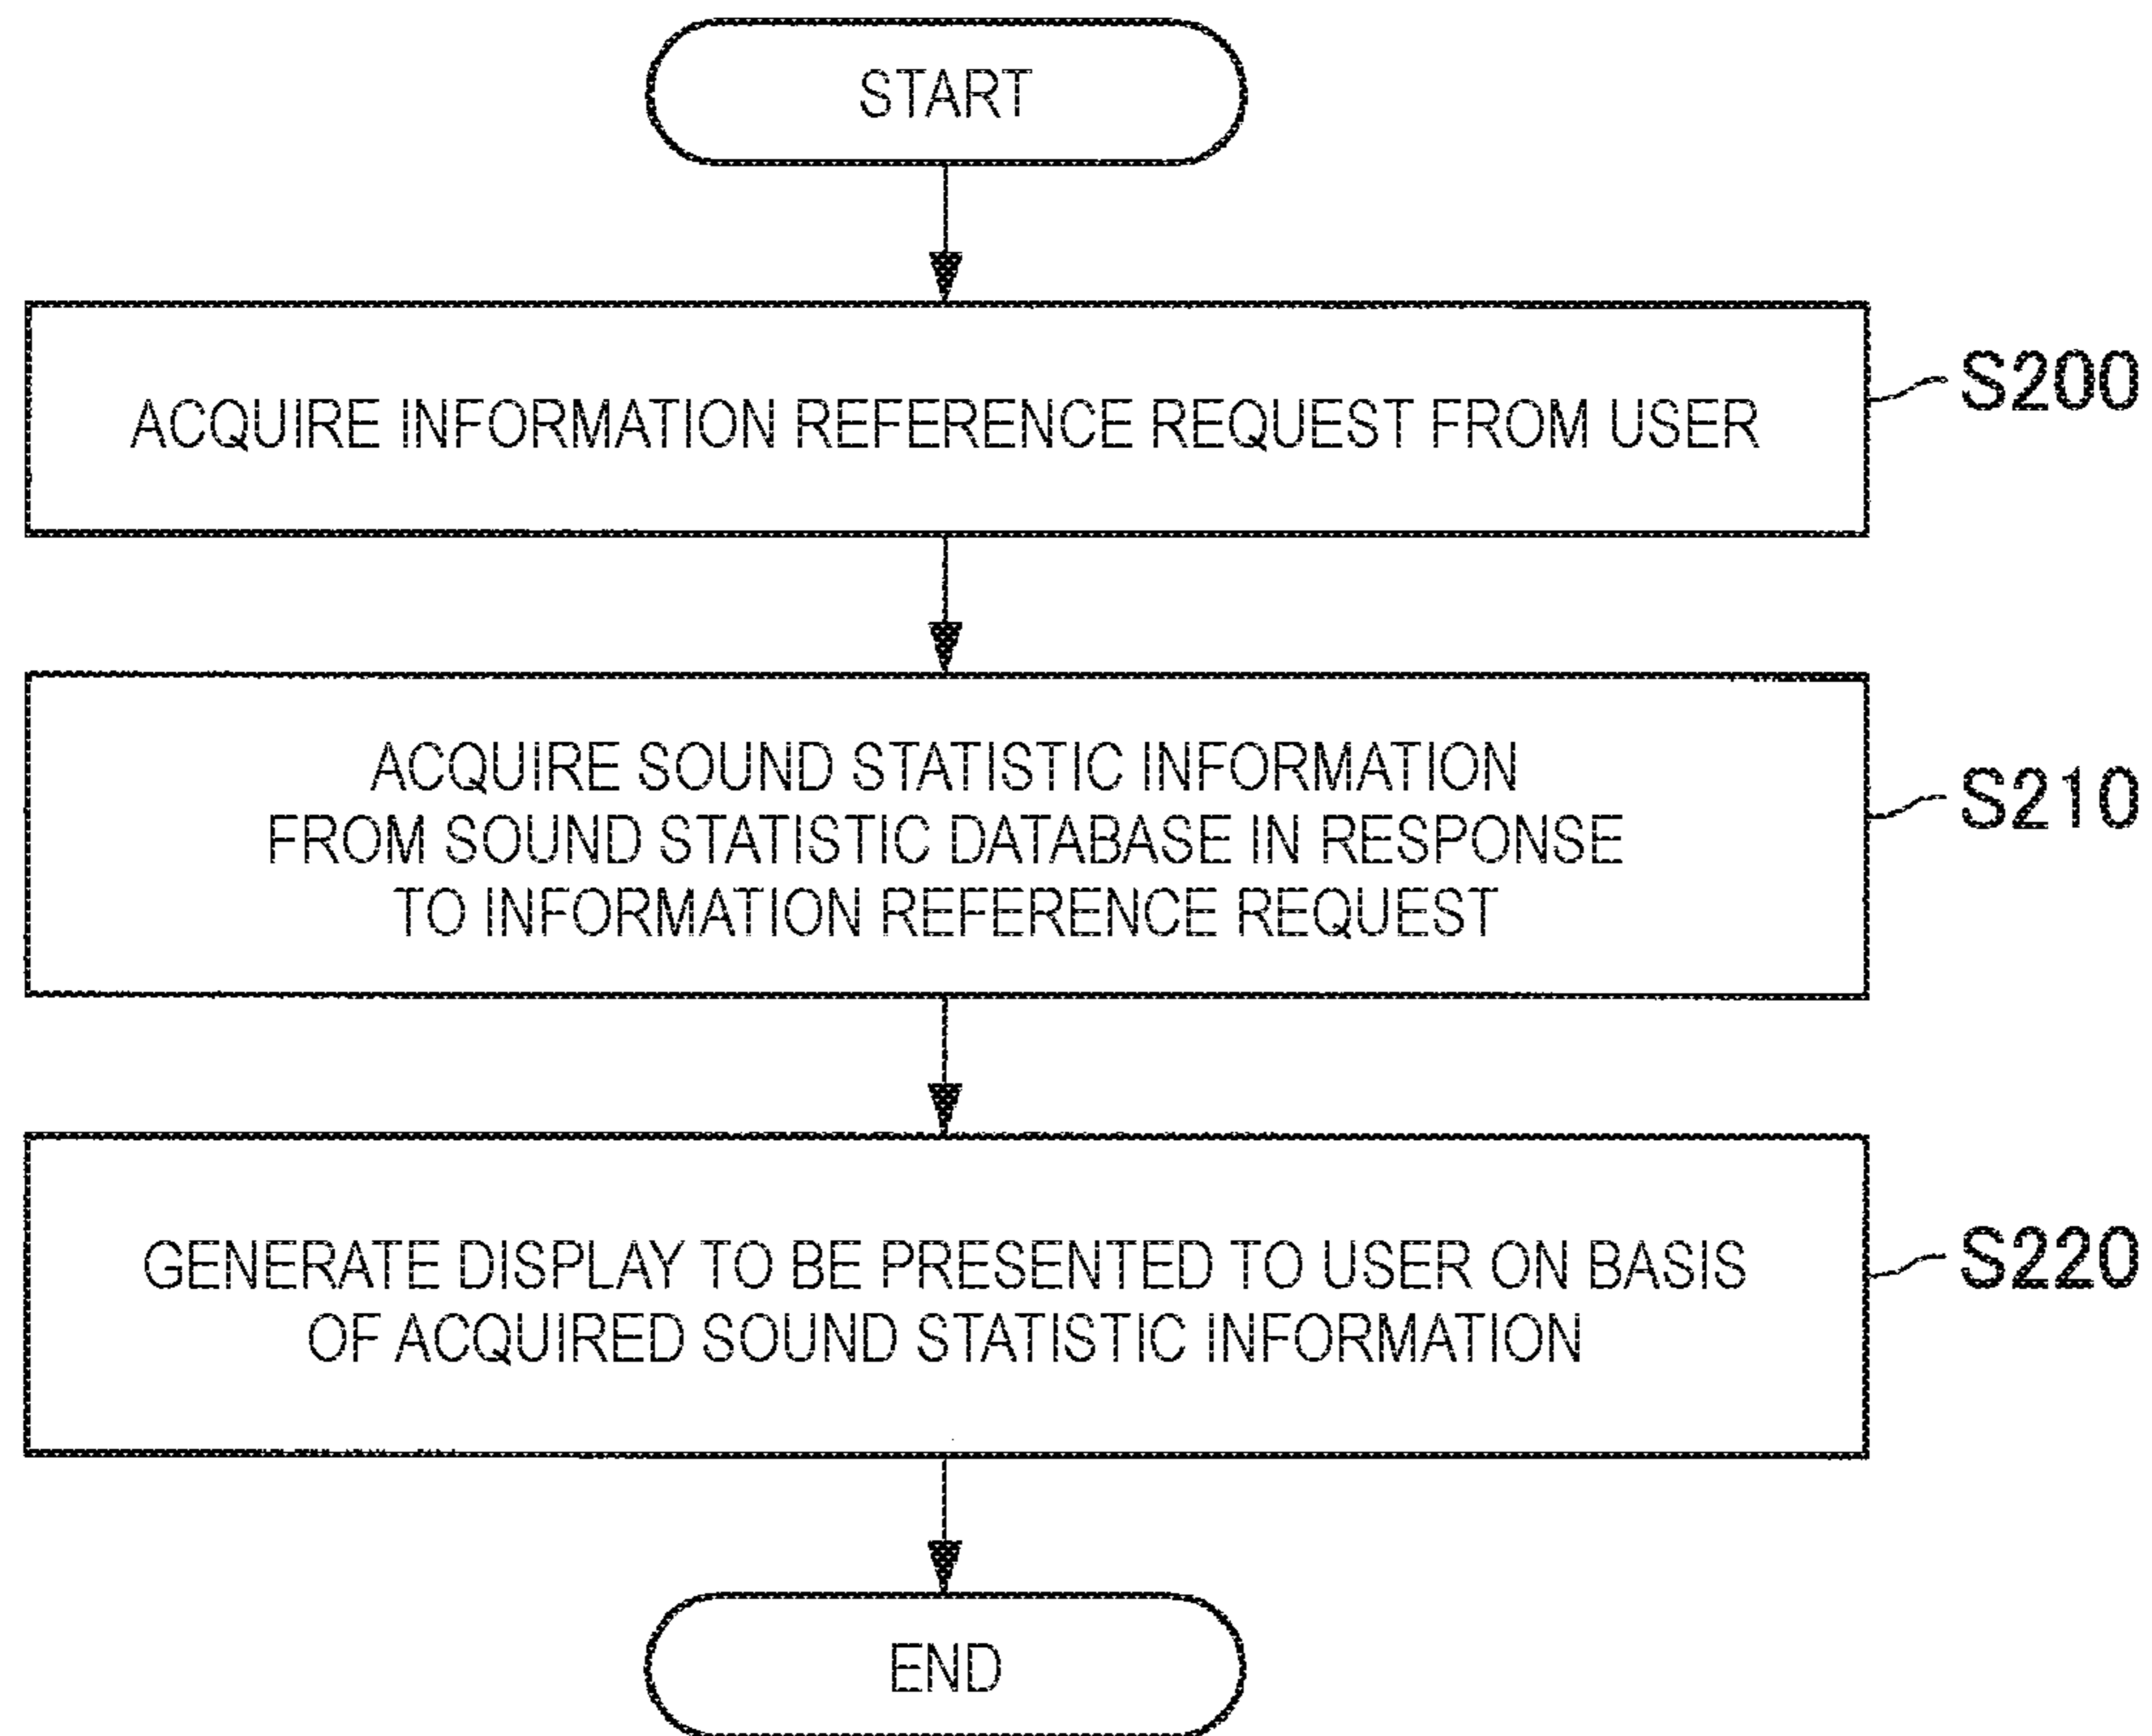 START
ACQUIRE INFORMATION REFERENCE REQUEST FROM USER
S200
ACQUIRE SOUND STATISTIC INFORMATION
FROM SOUND STATISTIC DATABASE IN RESPONSE
TO INFORMATION REFERENCE REQUEST
S210
GENERATE DISPLAY TO BE PRESENTED TO USER ON BASIS
OF ACQUIRED SOUND STATISTIC INFORMATION
S220
END